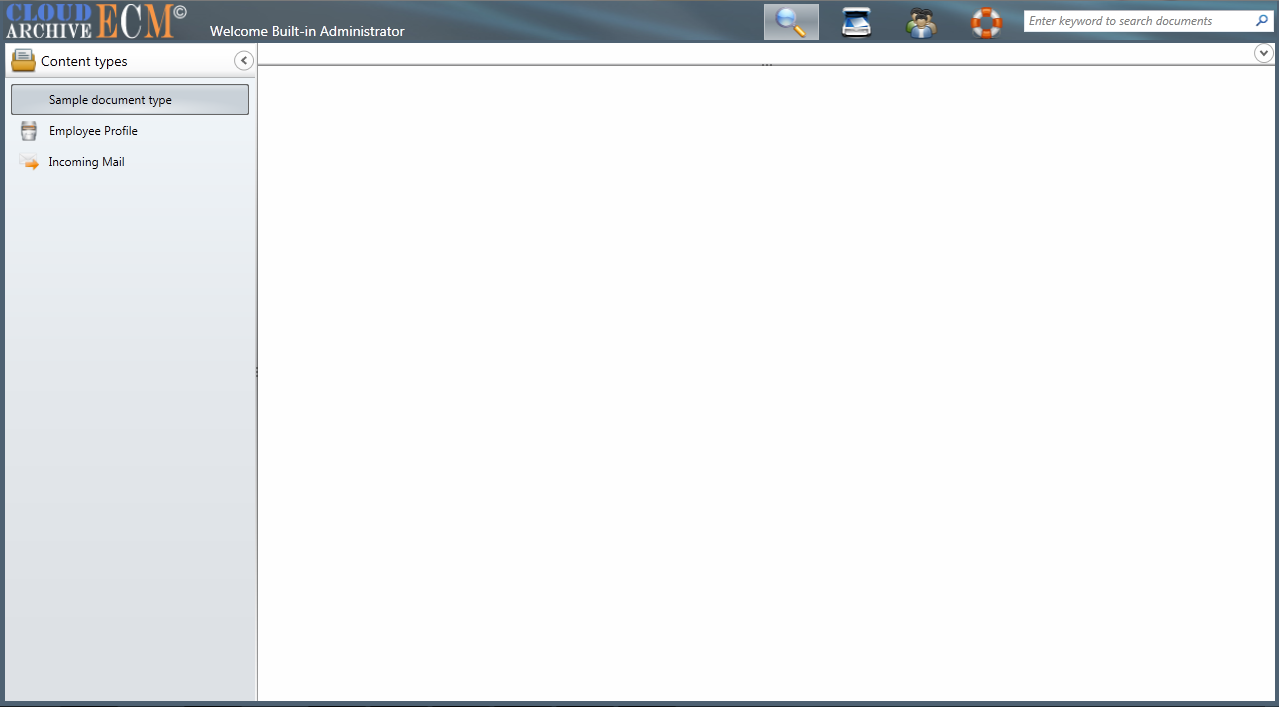 CLOUD
ARCHIVE ECM©
Welcome Built-in Administrator
Enter keyword to search documents
Content types
Sample document type
Employee Profile
Incoming Mail